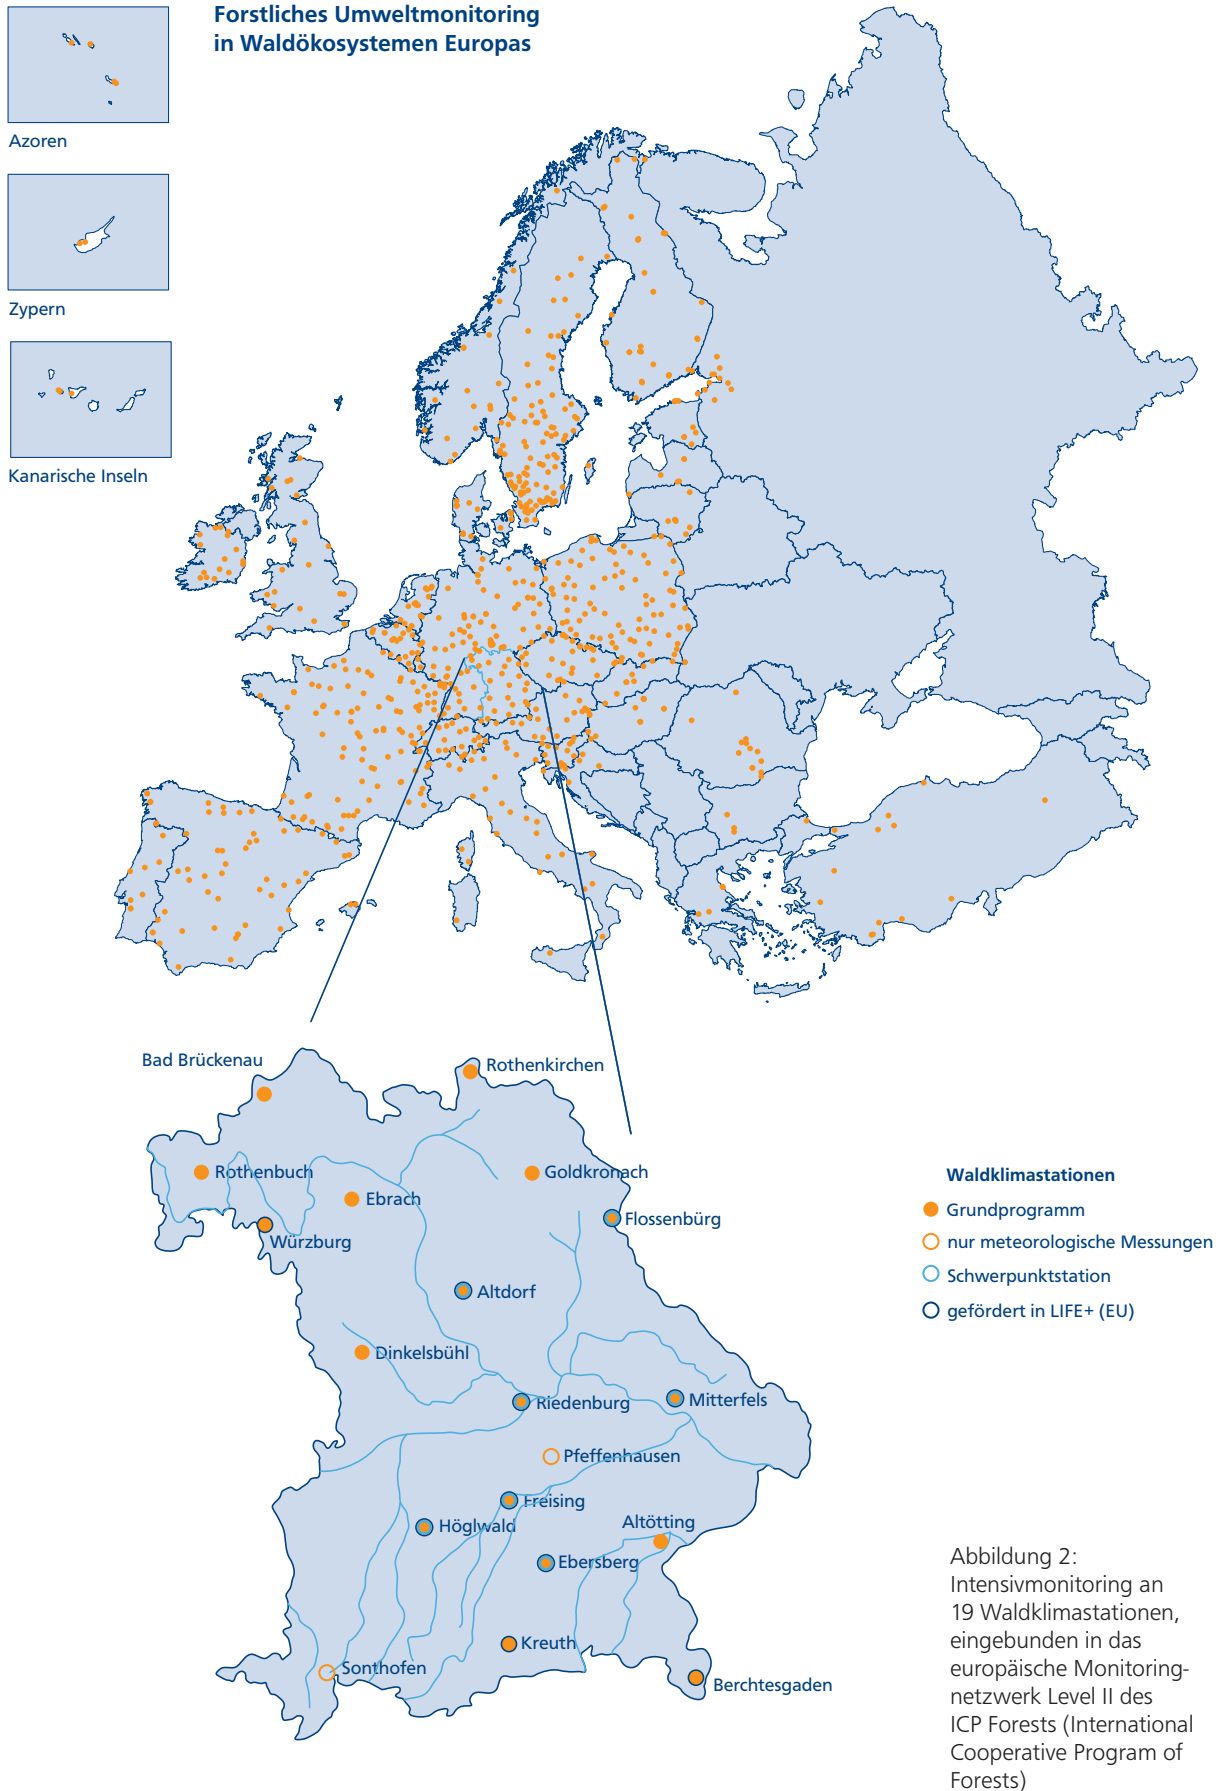 Forstliches Umweltmonitoring
in Waldökosystemen Europas
Azoren
Zypern
Kanarische Inseln
Bad Brückenau
Rothenkirchen
Rothenbuch
Goldkronach
Ebrach
Flossenbürg
Würzburg
Altdorf
Dinkelsbühl
Riedenburg
Mitterfels
Pfeffenhausen
Freising
Höglwald
Altötting
Ebersberg
Kreuth
Sonthofen
Berchtesgaden
Waldklimastationen
Grundprogramm
nur meteorologische Messungen
Schwerpunktstation
gefördert in LIFE+ (EU)
Abbildung 2:
Intensivmonitoring an
19 Waldklimastationen,
eingebunden in das
europäische Monitoring-
netzwerk Level II des
ICP Forests (International
Cooperative Program of
Forests)